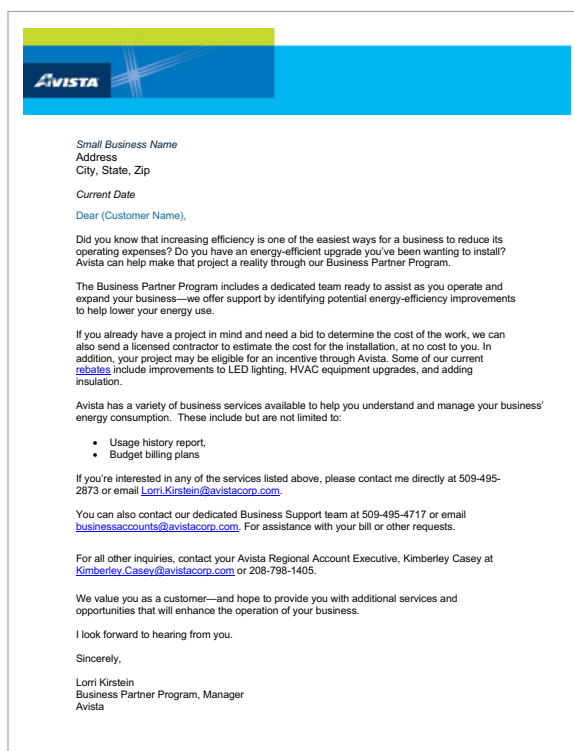 AVISTA
Small Business Name
Address
City, State, Zip
Current Date
Dear (Customer Name),
Did you know that increasing efficiency is one of the easiest ways for a business to reduce its
operating expenses? Do you have an energy-efficient upgrade you've been wanting to install?
Avista can help make that project a reality through our Business Partner Program.
The Business Partner Program includes a dedicated team ready to assist as you operate and
expand your business—we offer support by identifying potential energy-efficiency improvements
to help lower your energy use.
If you already have a project in mind and need a bid to determine the cost of the work, we can
also send a licensed contractor to estimate the cost for the installation, at no cost to you. In
addition, your project may be eligible for an incentive through Avista. Some of our current
rebates include improvements to LED lighting, HVAC equipment upgrades, and adding
insulation.
Avista has a variety of business services available to help you understand and manage your business'
energy consumption.  These include but are not limited to:
• Usage history report,
• Budget billing plans
If you're interested in any of the services listed above, please contact me directly at 509-495-
2873 or email Lorri.Kirstein@avistacorp.com.
You can also contact our dedicated Business Support team at 509-495-4717 or email
businessaccounts@avistacorp.com. For assistance with your bill or other requests.
For all other inquiries, contact your Avista Regional Account Executive, Kimberley Casey at
Kimberley.Casey@avistacorp.com or 208-798-1405.
We value you as a customer—and hope to provide you with additional services and
opportunities that will enhance the operation of your business.
I look forward to hearing from you.
Sincerely,
Lorri Kirstein
Business Partner Program, Manager
Avista